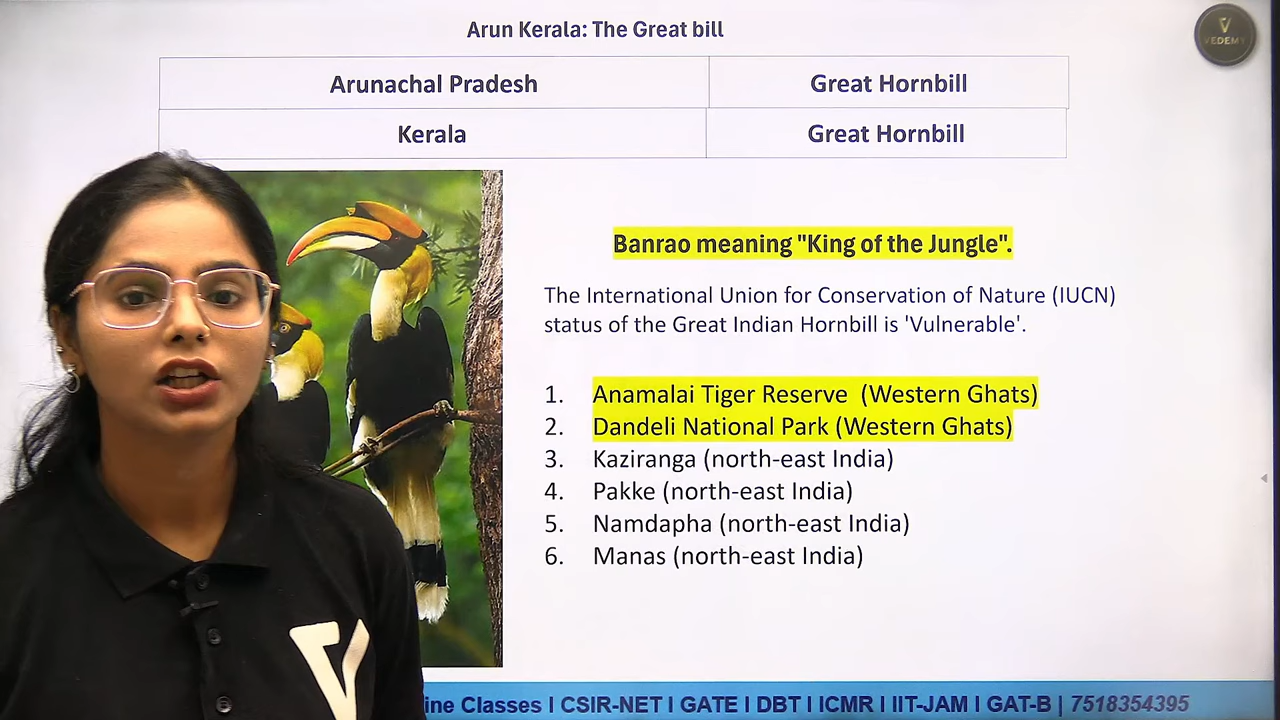 Arun Kerala: The Great bill
VEDEMY
Arunachal Pradesh Great Hornbill
Kerala Great Hornbill
Banrao meaning "King of the Jungle".
The International Union for Conservation of Nature (IUCN)
status of the Great Indian Hornbill is 'Vulnerable'.
1. Anamalai Tiger Reserve (Western Ghats)
2. Dandeli National Park (Western Ghats)
3. Kaziranga (north-east India)
4. Pakke (north-east India)
5. Namdapha (north-east India)
6. Manas (north-east India)
ine Classes I CSIR-NET I GATE I DBT I ICMR I IIT-JAM I GAT-B | 7518354395